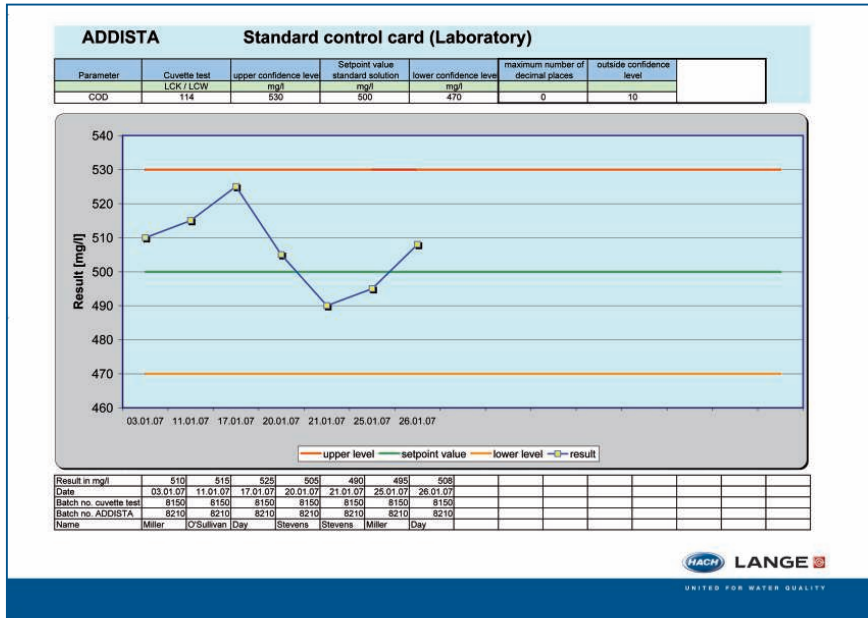 ADDISTA Standard control card (Laboratory)
Parameter Cuvette test upper confidence level Setpoint value standard solution lower confidence level maximum number of decimal places outside confidence level
LCK / LCW mg/l mg/l mg/l
COD 114 530 500 470 0 10
540
530
520
510
500
490
480
470
460
Result [mg/l]
03.01.07 11.01.07 17.01.07 20.01.07 21.01.07 25.01.07 26.01.07
upper level setpoint value lower level result
Result in mg/l 510 515 525 505 490 495 508
Date 03.01.07 11.01.07 17.01.07 20.01.07 21.01.07 25.01.07 26.01.07
Batch no. cuvette test 8150 8150 8150 8150 8150 8150 8150
Batch no. ADDISTA 8210 8210 8210 8210 8210 8210 8210
Name Miller O'Sullivan Day Stevens Stevens Miller Day
HACH LANGE
UNITED FOR WATER QUALITY